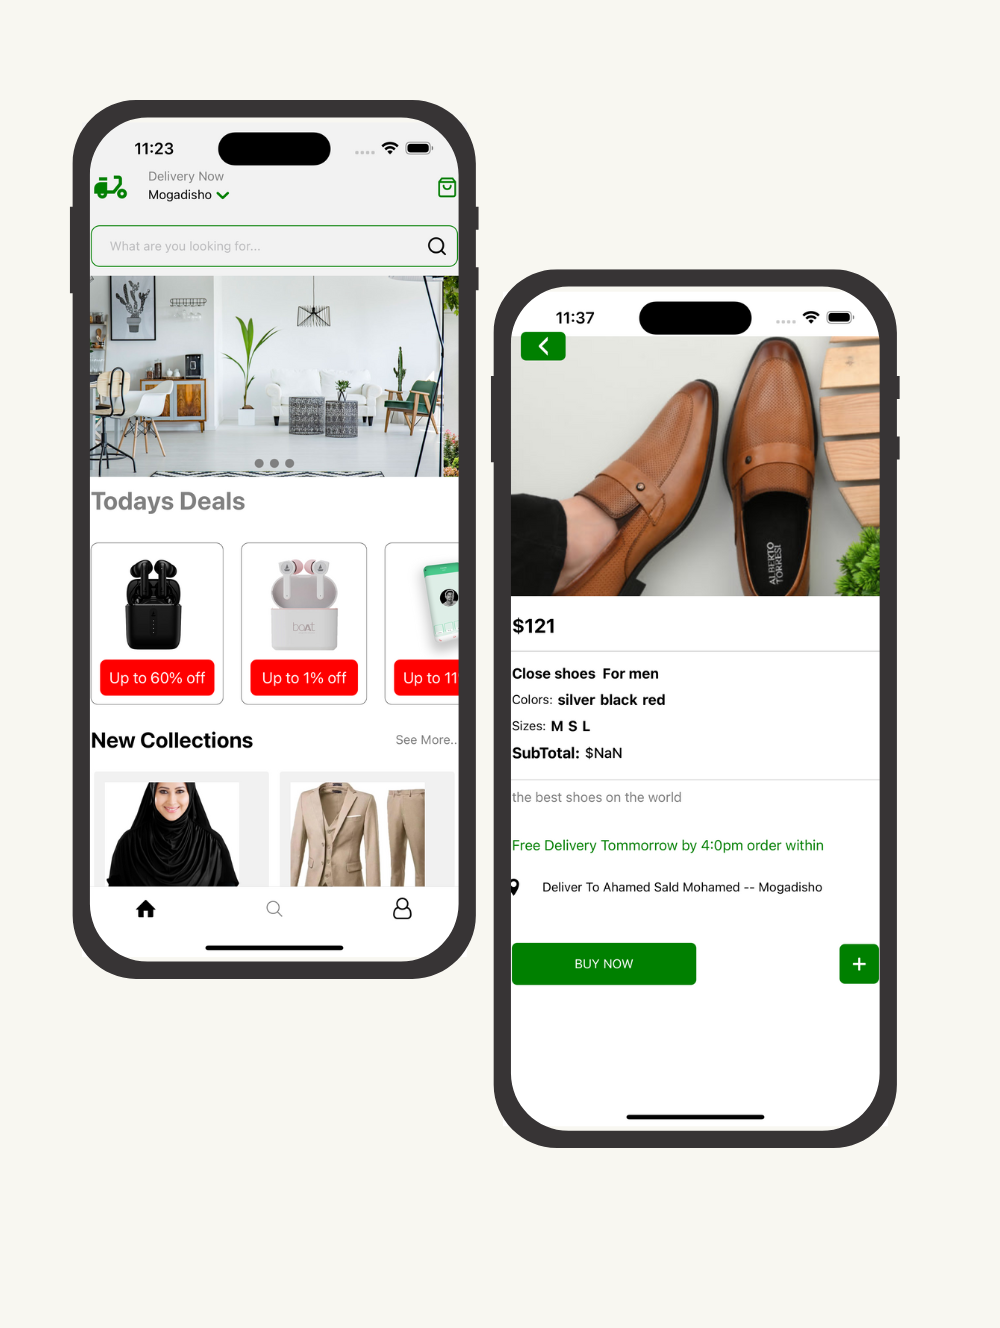 11:23
Delivery Now
Mogadisho
What are you looking for...
Todays Deals
boAt
Up to 60% off
Up to 1% off
Up to 11
New Collections
See More..
11:37
ALBERTO
TORRESI
$121
Close shoes For men
Colors: silver black red
Sizes: M S L
SubTotal: $NaN
the best shoes on the world
Free Delivery Tommorrow by 4:0pm order within
Deliver To Ahamed Sald Mohamed -- Mogadisho
BUY NOW
+